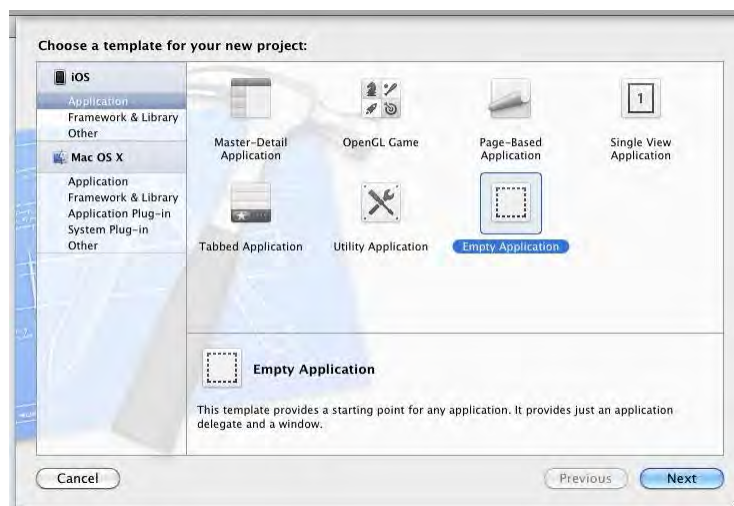 Choose a template for your new project:
iOS
Application
Framework & Library
Other
Mac OS X
Application
Framework & Library
Application Plug-in
System Plug-in
Other
Master-Detail
Application
OpenGL Game
Page-Based
Application
1
Single View
Application
Tabbed Application
Utility Application
Empty Application
Empty Application
This template provides a starting point for any application. It provides just an application
delegate and a window.
Cancel
Previous
Next